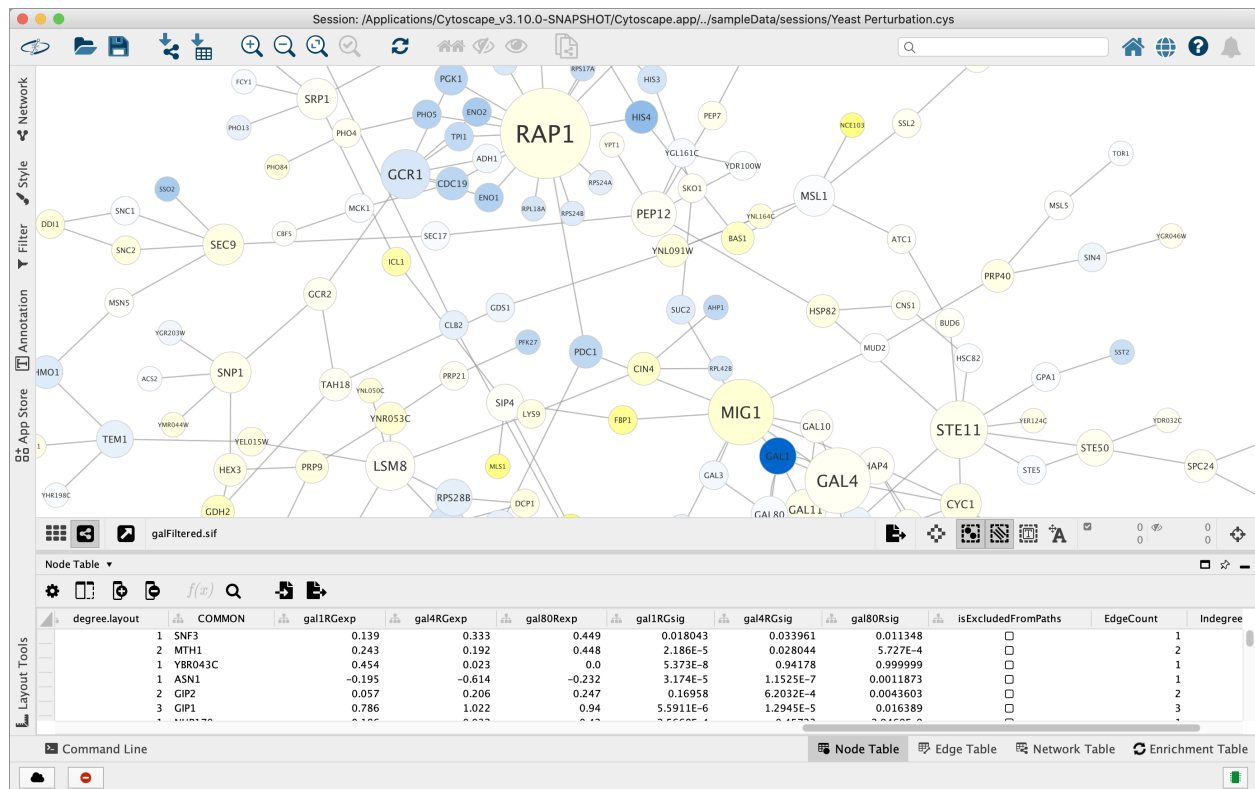 Session: /Applications/Cytoscape_v3.10.0-SNAPSHOT/Cytoscape.app/../sampleData/sessions/Yeast Perturbation.cys
Network
Style
Filter
Annotation
App Store
Layout Tools
FCY1
PGK1
RPS17A
HIS3
SRP1
PHO13
PHO4
PHO5
ENO2
TPI1
RAP1
HIS4
PEP7
NCE103
SSL2
PHO84
GCR1
ADH1
CDC19
ENO1
YPT1
YGL161C
YDR100W
TOR1
SSO2
RPS24A
SKO1
MSL1
MSL5
SNC1
MCK1
RPL18A
RPS24B
PEP12
YNL164C
DDI1
SNC2
SEC9
CBF5
SEC17
YNL091W
BAS1
ATC1
YGR046W
ICL1
SIN4
PRP40
MSN5
GCR2
GDS1
SUC2
AHP1
HSP82
CNS1
YGR203W
CLB2
BUD6
PFK27
PDC1
MUD2
HSC82
SST2
HMO1
ACS2
SNP1
TAH18
YNL050C
PRP21
CIN4
RPL42B
GPA1
YMR044W
YNR053C
SIP4
LYS9
FBP1
MIG1
GAL10
STE11
YER124C
YDR032C
TEM1
YEL015W
GAL1
STE50
HEX3
PRP9
LSM8
MLS1
GAL3
GAL4
HAP4
STE5
SPC24
YHR198C
GDH2
RPS28B
DCP1
GAL80
GAL11
CYC1
galFiltered.sif
0 0
0 0
Node Table
f(x)
degree.layout COMMON gal1RGexp gal4RGexp gal80Rexp gal1RGsig gal4RGsig gal80Rsig isExcludedFromPaths EdgeCount Indegree
1 SNF3 0.139 0.333 0.449 0.018043 0.033961 0.011348 1
2 MTH1 0.243 0.192 0.448 2.186E-5 0.028044 5.727E-4 2
1 YBR043C 0.454 0.023 0.0 5.373E-8 0.94178 0.999999 1
1 ASN1 -0.195 -0.614 -0.232 3.174E-5 1.1525E-7 0.0011873 1
2 GIP2 0.057 0.206 0.247 0.16958 6.2032E-4 0.0043603 2
3 GIP1 0.786 1.022 0.94 5.5911E-6 1.2945E-5 0.016389 3
Command Line
Node Table Edge Table Network Table Enrichment Table